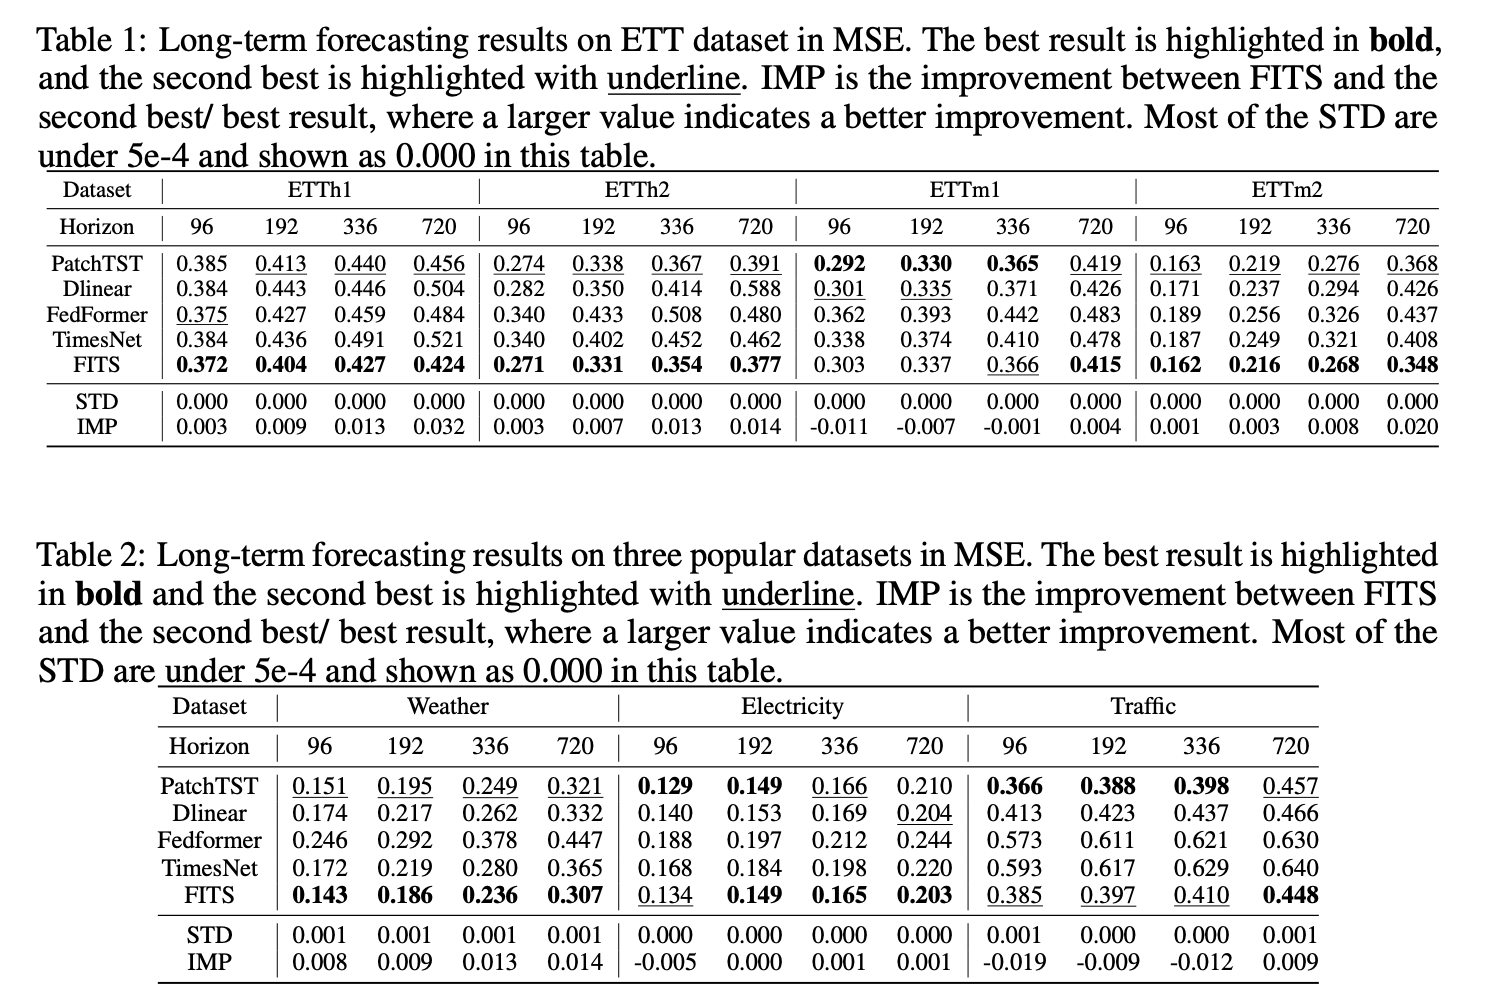 Table 1: Long-term forecasting results on ETT dataset in MSE. The best result is highlighted in bold,
and the second best is highlighted with underline. IMP is the improvement between FITS and the
second best/ best result, where a larger value indicates a better improvement. Most of the STD are
under 5e-4 and shown as 0.000 in this table.
Dataset ETTh1 ETTh2 ETTm1 ETTm2
Horizon 96 192 336 720 96 192 336 720 96 192 336 720 96 192 336 720
PatchTST 0.385 0.413 0.440 0.456 0.274 0.338 0.367 0.391 0.292 0.330 0.365 0.419 0.163 0.219 0.276 0.368
Dlinear 0.384 0.443 0.446 0.504 0.282 0.350 0.414 0.588 0.301 0.335 0.371 0.426 0.171 0.237 0.294 0.426
FedFormer 0.375 0.427 0.459 0.484 0.340 0.433 0.508 0.480 0.362 0.393 0.442 0.483 0.189 0.256 0.326 0.437
TimesNet 0.384 0.436 0.491 0.521 0.340 0.402 0.452 0.462 0.338 0.374 0.410 0.478 0.187 0.249 0.321 0.408
FITS 0.372 0.404 0.427 0.424 0.271 0.331 0.354 0.377 0.303 0.337 0.366 0.415 0.162 0.216 0.268 0.348
STD 0.000 0.000 0.000 0.000 0.000 0.000 0.000 0.000 0.000 0.000 0.000 0.000 0.000 0.000 0.000 0.000
IMP 0.003 0.009 0.013 0.032 0.003 0.007 0.013 0.014 -0.011 -0.007 -0.001 0.004 0.001 0.003 0.008 0.020
Table 2: Long-term forecasting results on three popular datasets in MSE. The best result is highlighted
in bold and the second best is highlighted with underline. IMP is the improvement between FITS
and the second best/ best result, where a larger value indicates a better improvement. Most of the
STD are under 5e-4 and shown as 0.000 in this table.
Dataset Weather Electricity Traffic
Horizon 96 192 336 720 96 192 336 720 96 192 336 720
PatchTST 0.151 0.195 0.249 0.321 0.129 0.149 0.166 0.210 0.366 0.388 0.398 0.457
Dlinear 0.174 0.217 0.262 0.332 0.140 0.153 0.169 0.204 0.413 0.423 0.437 0.466
Fedformer 0.246 0.292 0.378 0.447 0.188 0.197 0.212 0.244 0.573 0.611 0.621 0.630
TimesNet 0.172 0.219 0.280 0.365 0.168 0.184 0.198 0.220 0.593 0.617 0.629 0.640
FITS 0.143 0.186 0.236 0.307 0.134 0.149 0.165 0.203 0.385 0.397 0.410 0.448
STD 0.001 0.001 0.001 0.001 0.000 0.000 0.000 0.000 0.001 0.000 0.000 0.001
IMP 0.008 0.009 0.013 0.014 -0.005 0.000 0.001 0.001 -0.019 -0.009 -0.012 0.009